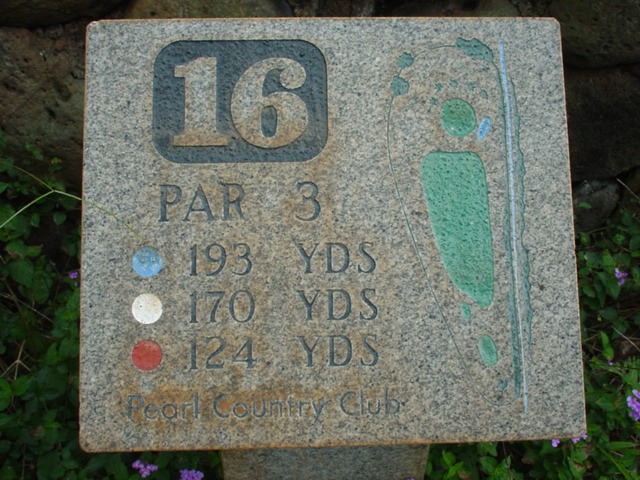 16
PAR 3
193 YDS
170 YDS
124 YDS
Pearl Country Club